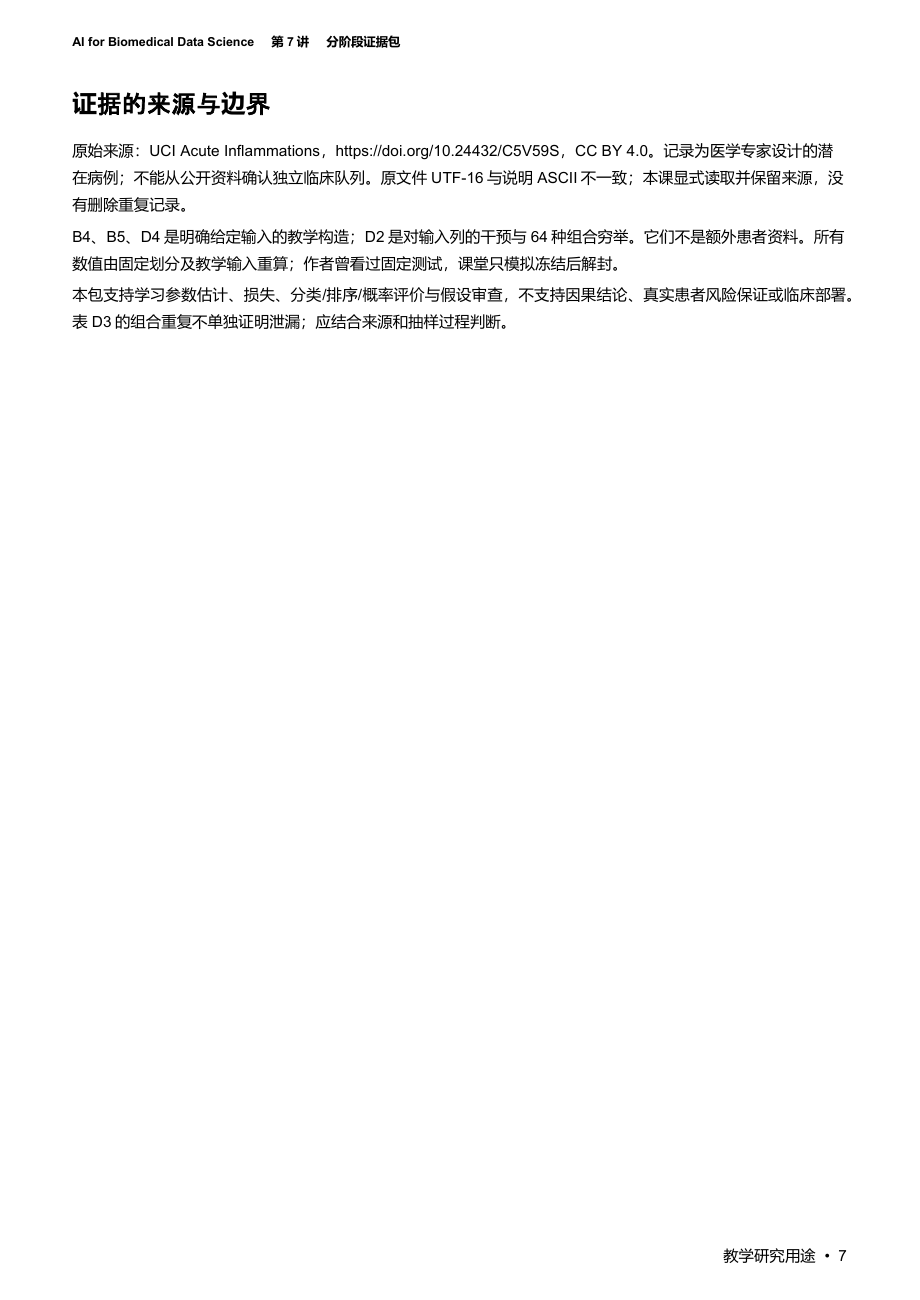 AI for Biomedical Data Science 第 7 讲 分阶段证据包
证据的来源与边界
原始来源：UCI Acute Inflammations，https://doi.org/10.24432/C5V59S，CC BY 4.0。记录为医学专家设计的潜
在病例；不能从公开资料确认独立临床队列。原文件 UTF-16 与说明 ASCII 不一致；本课显式读取并保留来源，没
有删除重复记录。
B4、B5、D4 是明确给定输入的教学构造；D2 是对输入列的干预与 64 种组合穷举。它们不是额外患者资料。所有
数值由固定划分及教学输入重算；作者曾看过固定测试，课堂只模拟冻结后解封。
本包支持学习参数估计、损失、分类/排序/概率评价与假设审查，不支持因果结论、真实患者风险保证或临床部署。
表 D3 的组合重复不单独证明泄漏；应结合来源和抽样过程判断。
教学研究用途 • 7